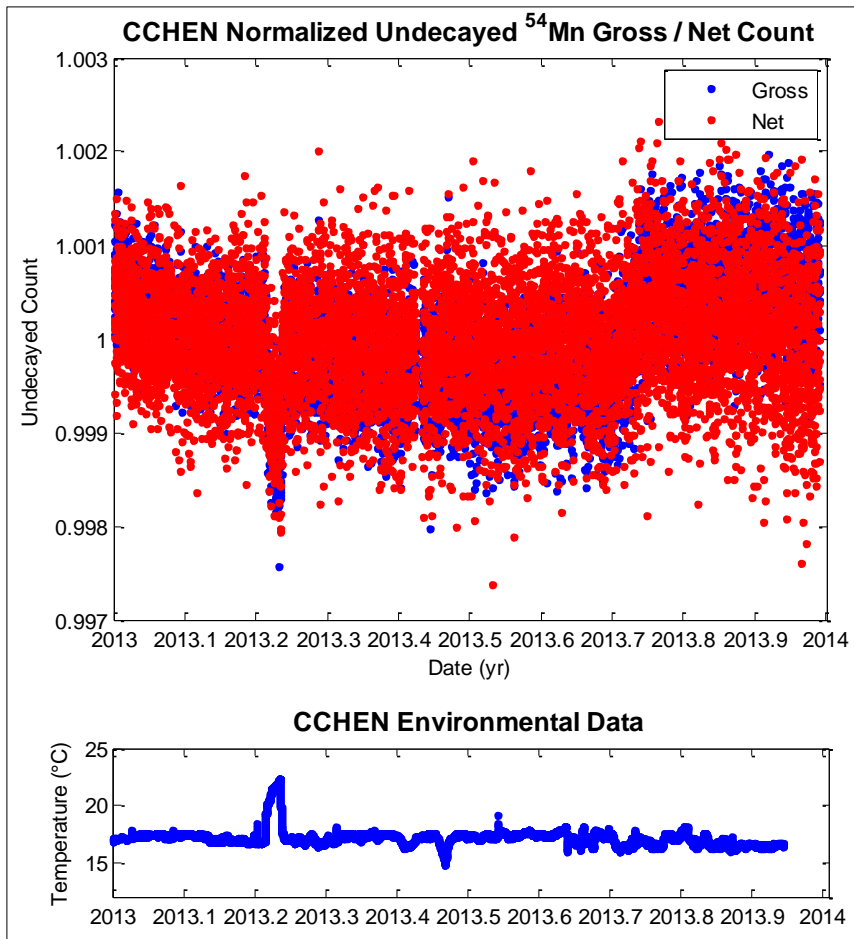 CCHEN Normalized Undecayed ⁵⁴Mn Gross / Net Count
1.003
1.002
1.001
1
0.999
0.998
0.997
Undecayed Count
Gross
Net
2013 2013.1 2013.2 2013.3 2013.4 2013.5 2013.6 2013.7 2013.8 2013.9 2014
Date (yr)
CCHEN Environmental Data
25
20
15
Temperature (°C)
2013 2013.1 2013.2 2013.3 2013.4 2013.5 2013.6 2013.7 2013.8 2013.9 2014